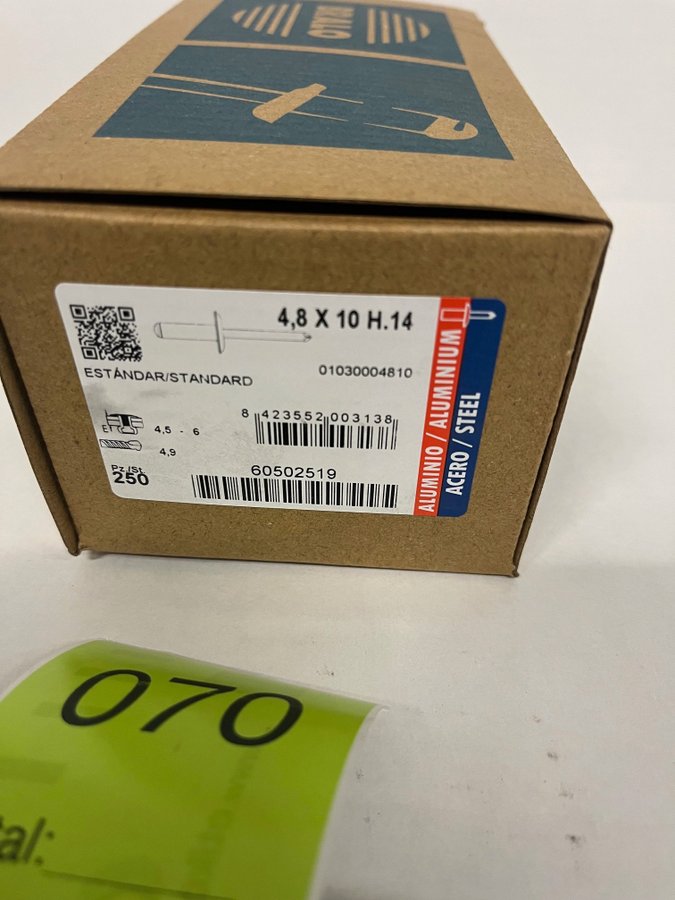 BRALO
4,8 X 10 H.14
ESTÁNDAR/STANDARD
01030004810
ALUMINIO / ALUMINIUM
ACERO / STEEL
E
4,5 - 6
4,9
8 423552 003138
Pz./St.
250
60502519
070
tal: